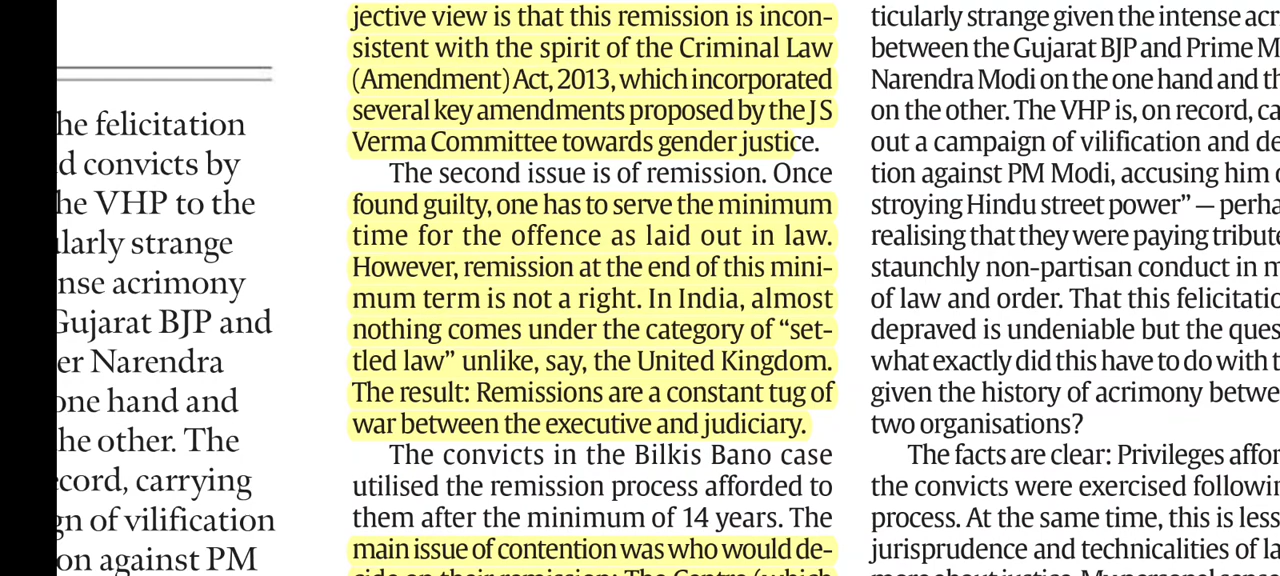 he felicitation
d convicts by
he VHP to the
larly strange
nse acrimony
Gujarat BJP and
er Narendra
one hand and
he other. The
cord, carrying
n of vilification
on against PM
jective view is that this remission is incon-
sistent with the spirit of the Criminal Law
(Amendment) Act, 2013, which incorporated
several key amendments proposed by the J S
Verma Committee towards gender justice.
The second issue is of remission. Once
found guilty, one has to serve the minimum
time for the offence as laid out in law.
However, remission at the end of this mini-
mum term is not a right. In India, almost
nothing comes under the category of “set-
tled law” unlike, say, the United Kingdom.
The result: Remissions are a constant tug of
war between the executive and judiciary.
The convicts in the Bilkis Bano case
utilised the remission process afforded to
them after the minimum of 14 years. The
main issue of contention was who would de-
cide on their remission: The Centre (which
ticularly strange given the intense acr
between the Gujarat BJP and Prime M
Narendra Modi on the one hand and th
on the other. The VHP is, on record, ca
out a campaign of vilification and de
tion against PM Modi, accusing him
stroying Hindu street power” — perha
realising that they were paying tribute
staunchly non-partisan conduct in m
of law and order. That this felicitatio
depraved is undeniable but the ques
what exactly did this have to do with t
given the history of acrimony betwe
two organisations?
The facts are clear: Privileges affor
the convicts were exercised followin
process. At the same time, this is less
jurisprudence and technicalities of la
more about justice. My personal sense